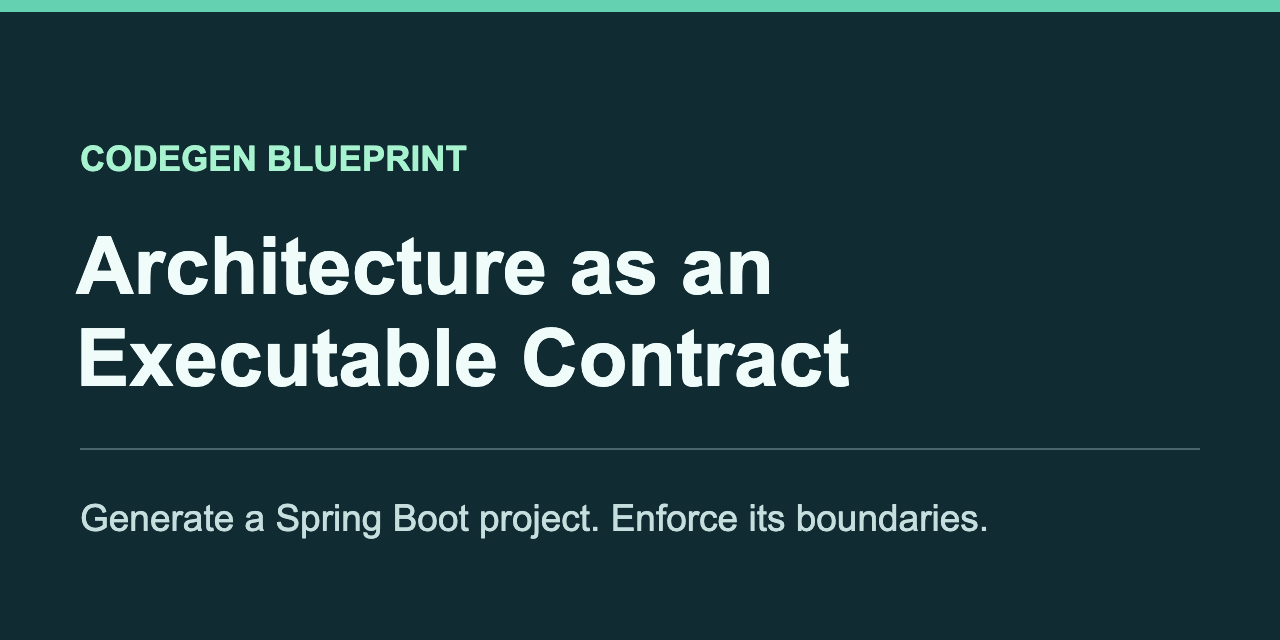 CODEGEN BLUEPRINT
Architecture as an
Executable Contract
Generate a Spring Boot project. Enforce its boundaries.